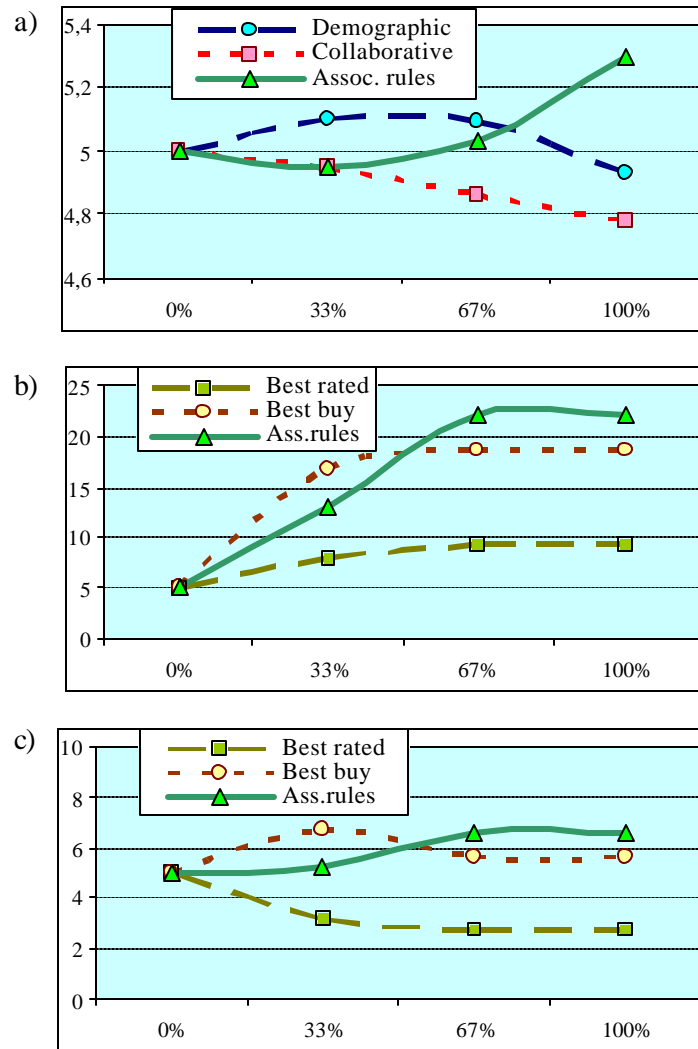 a)
5,4
Demographic
Collaborative
Assoc. rules
5,2
5
4,8
4,6
0% 33% 67% 100%
b)
Best rated
Best buy
Ass.rules
25
20
15
10
5
0
0% 33% 67% 100%
c)
Best rated
Best buy
Ass.rules
10
8
6
4
2
0
0% 33% 67% 100%